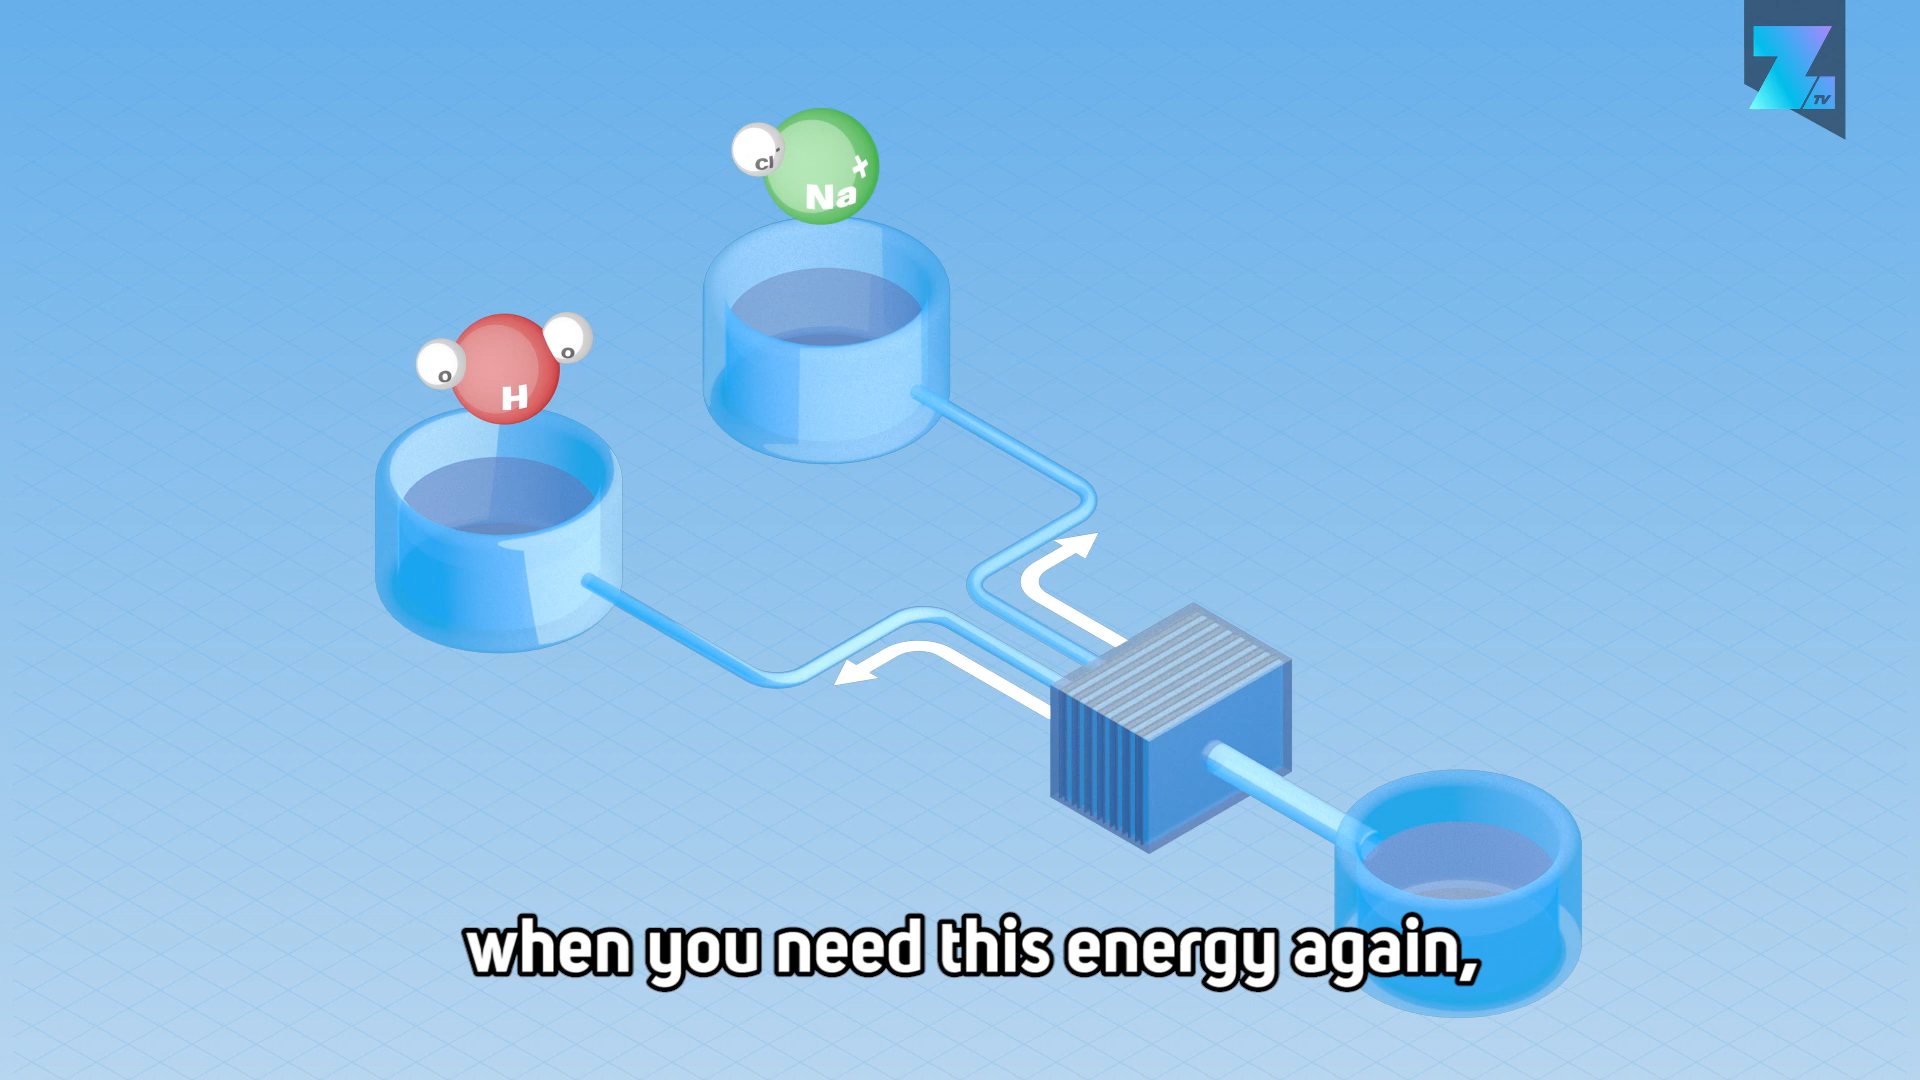 Z TV
Cl-
Na+
O
O
H
when you need this energy again,